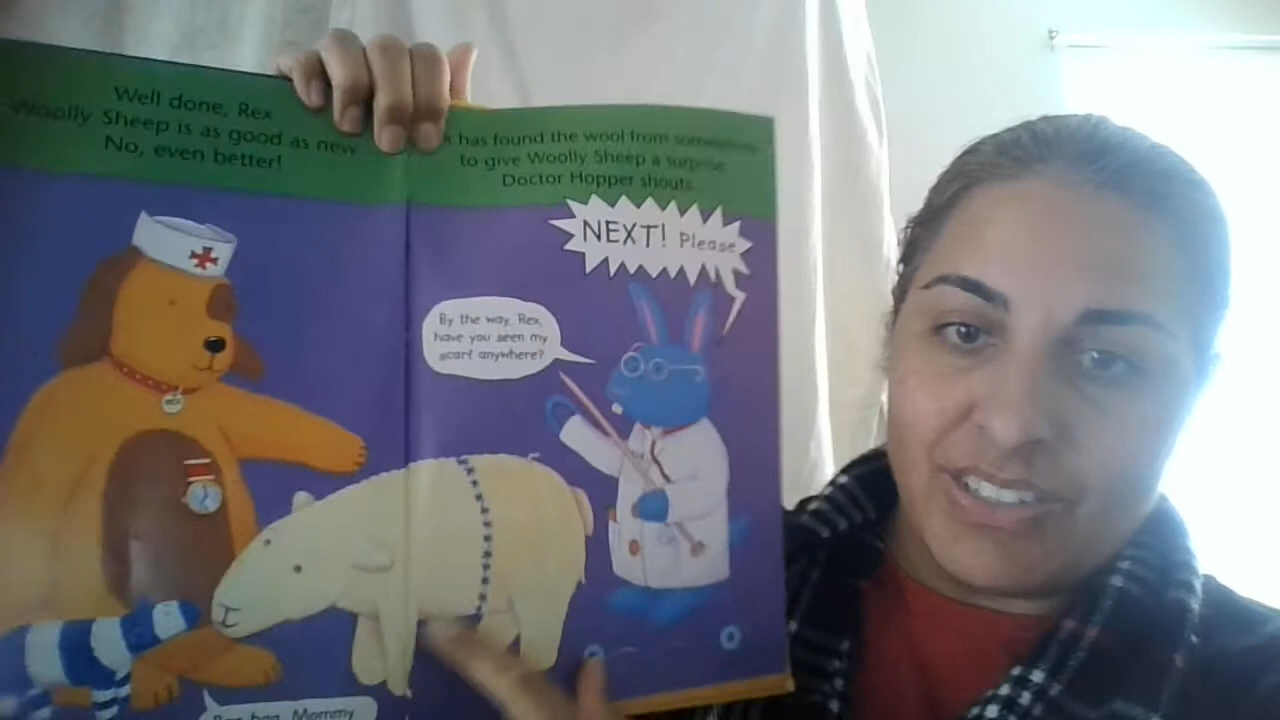 Well done, Rex
Woolly Sheep is as good as new
No, even better!
has found the wool from somewhere
to give Woolly Sheep a surprise
Doctor Hopper shouts
NEXT! Please
By the way, Rex,
have you seen my
scarf anywhere?
Mommy